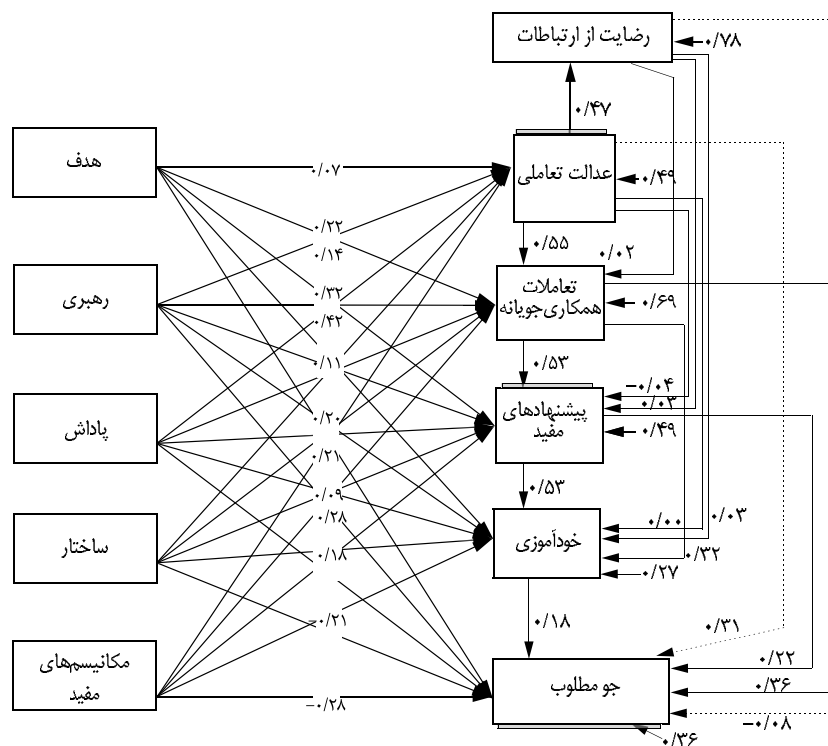 رضایت از ارتباطات
۰/۷۸
۰/۴۷
هدف
عدالت تعاملی
۰/۰۷
۰/۴۹
۰/۲۲
۰/۱۴
۰/۵۵
۰/۰۲
رهبری
تعاملات
همکاری‌جویانه
۰/۳۲
۰/۴۲
۰/۶۹
۰/۱۱
۰/۵۳
-۰/۰۴
۰/۰۳
پاداش
پیشنهادهای
مفید
۰/۲۰
۰/۴۹
۰/۲۱
۰/۵۳
۰/۰۹
۰/۲۸
۰/۰۰
۰/۰۳
ساختار
خودآموزی
۰/۱۸
۰/۳۲
۰/۲۷
-۰/۲۱
۰/۱۸
۰/۳۱
مکانیسم‌های
مفید
جو مطلوب
۰/۲۲
۰/۳۶
-۰/۲۸
-۰/۰۸
۰/۳۶